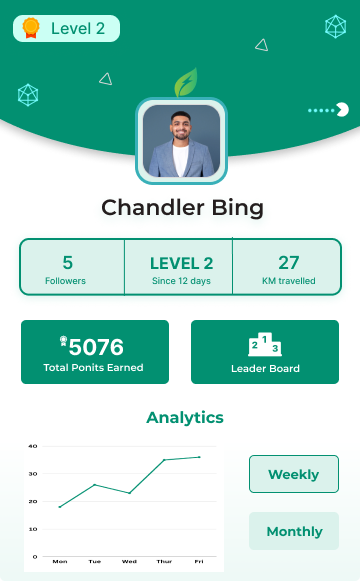 Level 2
Chandler Bing
5
Followers
LEVEL 2
Since 12 days
27
KM travelled
5076
Total Ponits Earned
2 1 3
Leader Board
Analytics
40
30
20
10
0
Mon Tue Wed Thur Fri
Weekly
Monthly